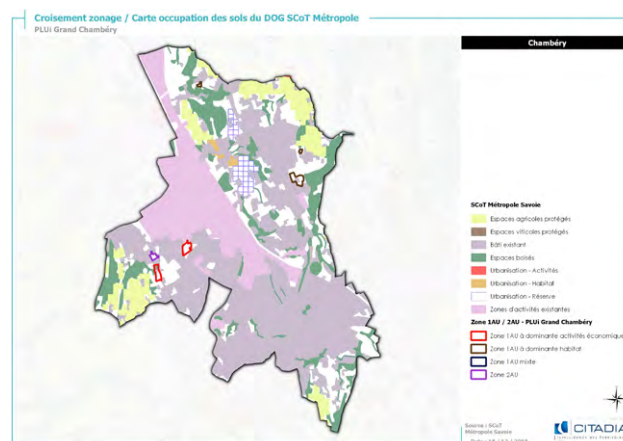 Croisement zonage / Carte occupation des sols du DOG SCoT Métropole
PLUi Grand Chambéry
Chambéry
SCoT Métropole Savoie
Espaces agricoles protégés
Espaces viticoles protégés
Bâti existant
Espaces boisés
Urbanisation - Activités
Urbanisation - Habitat
Urbanisation - Réserve
Zones d'activités existantes
Zone 1AU / 2AU - PLUi Grand Chambéry
Zone 1AU à dominante activités économique
Zone 1AU à dominante habitat
Zone 1AU mixte
Zone 2AU
Source : SCoT
Métropole Savoie
CITADIA